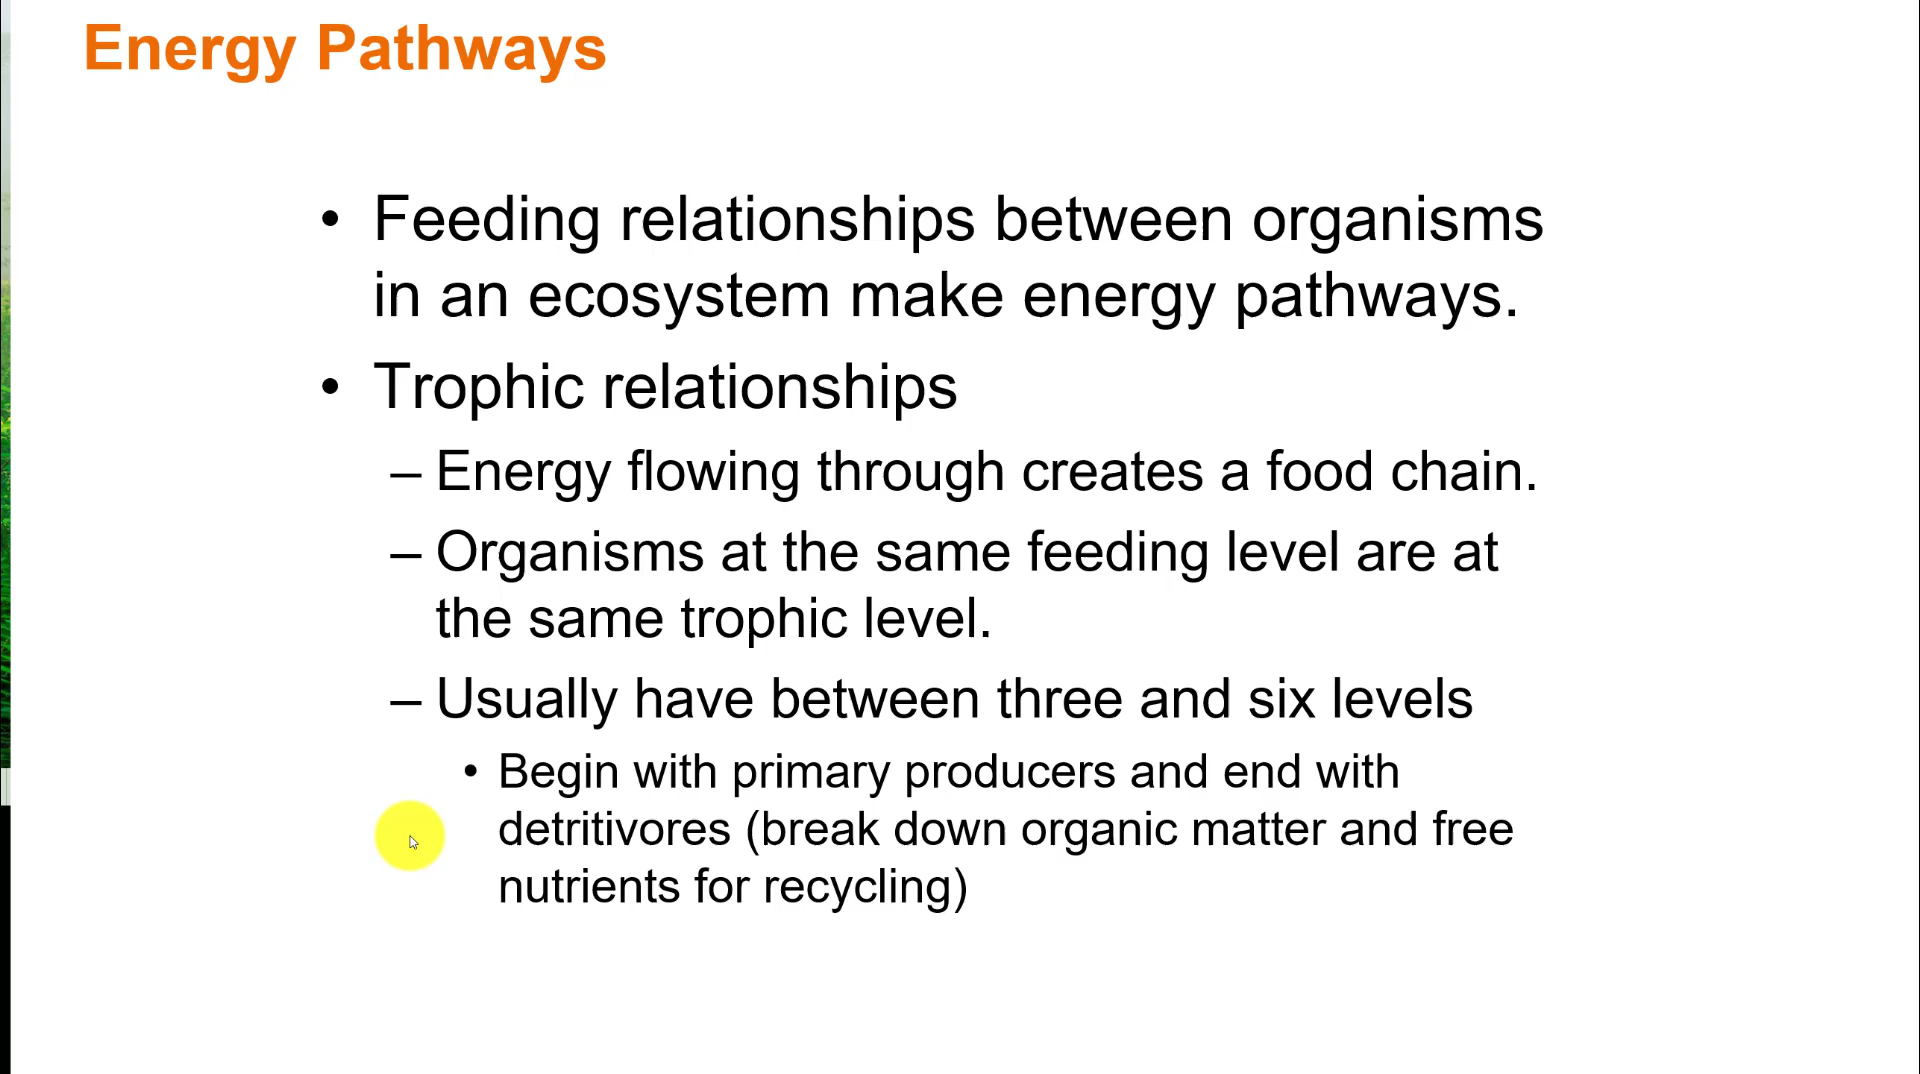 Energy Pathways
• Feeding relationships between organisms
in an ecosystem make energy pathways.
• Trophic relationships
– Energy flowing through creates a food chain.
– Organisms at the same feeding level are at
the same trophic level.
– Usually have between three and six levels
• Begin with primary producers and end with
detritivores (break down organic matter and free
nutrients for recycling)